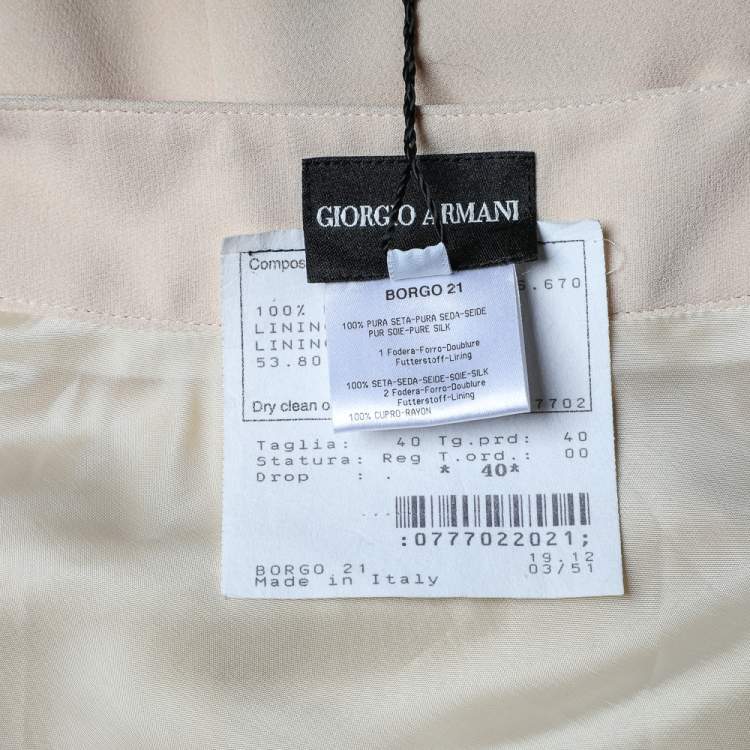 GIORGIO ARMANI
BORGO 21
100% PURA SETA-PURA SEDA-SEIDE
PUR SOIE-PURE SILK
1 Fodera-Forro-Doublure
Futterstoff-Lining
100% SETA-SEDA-SEIDE-SOIE-SILK
2 Fodera-Forro-Doublure
Futterstoff-Lining
100% CUPRO-RAYON
Compos
.670
100%
LINING
LINING
53.80
Dry clean o
7702
Taglia: 40 Tg.prd: 40
Statura: Reg T.ord.: 00
Drop : . * 40*
:0777022021;
19.12
BORGO 21 03/51
Made in Italy